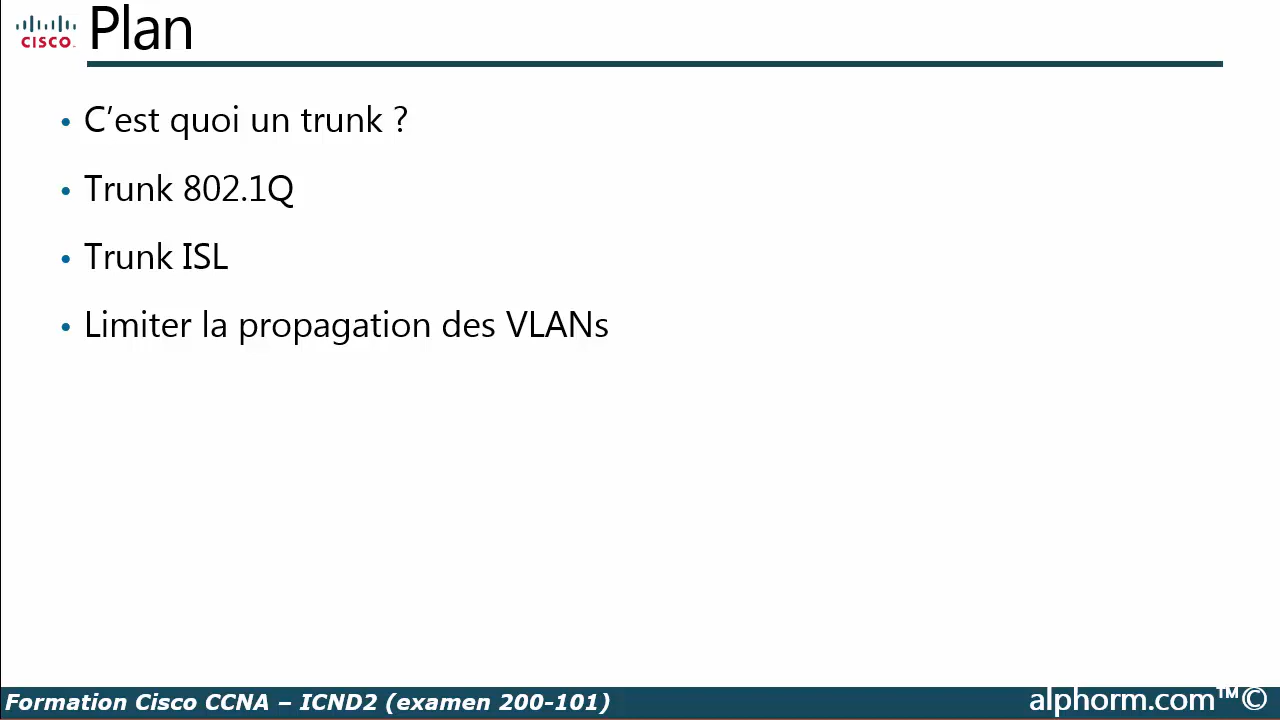 CISCO
Plan
• C'est quoi un trunk ?
• Trunk 802.1Q
• Trunk ISL
• Limiter la propagation des VLANs
Formation Cisco CCNA – ICND2 (examen 200-101)
alphorm.com™©